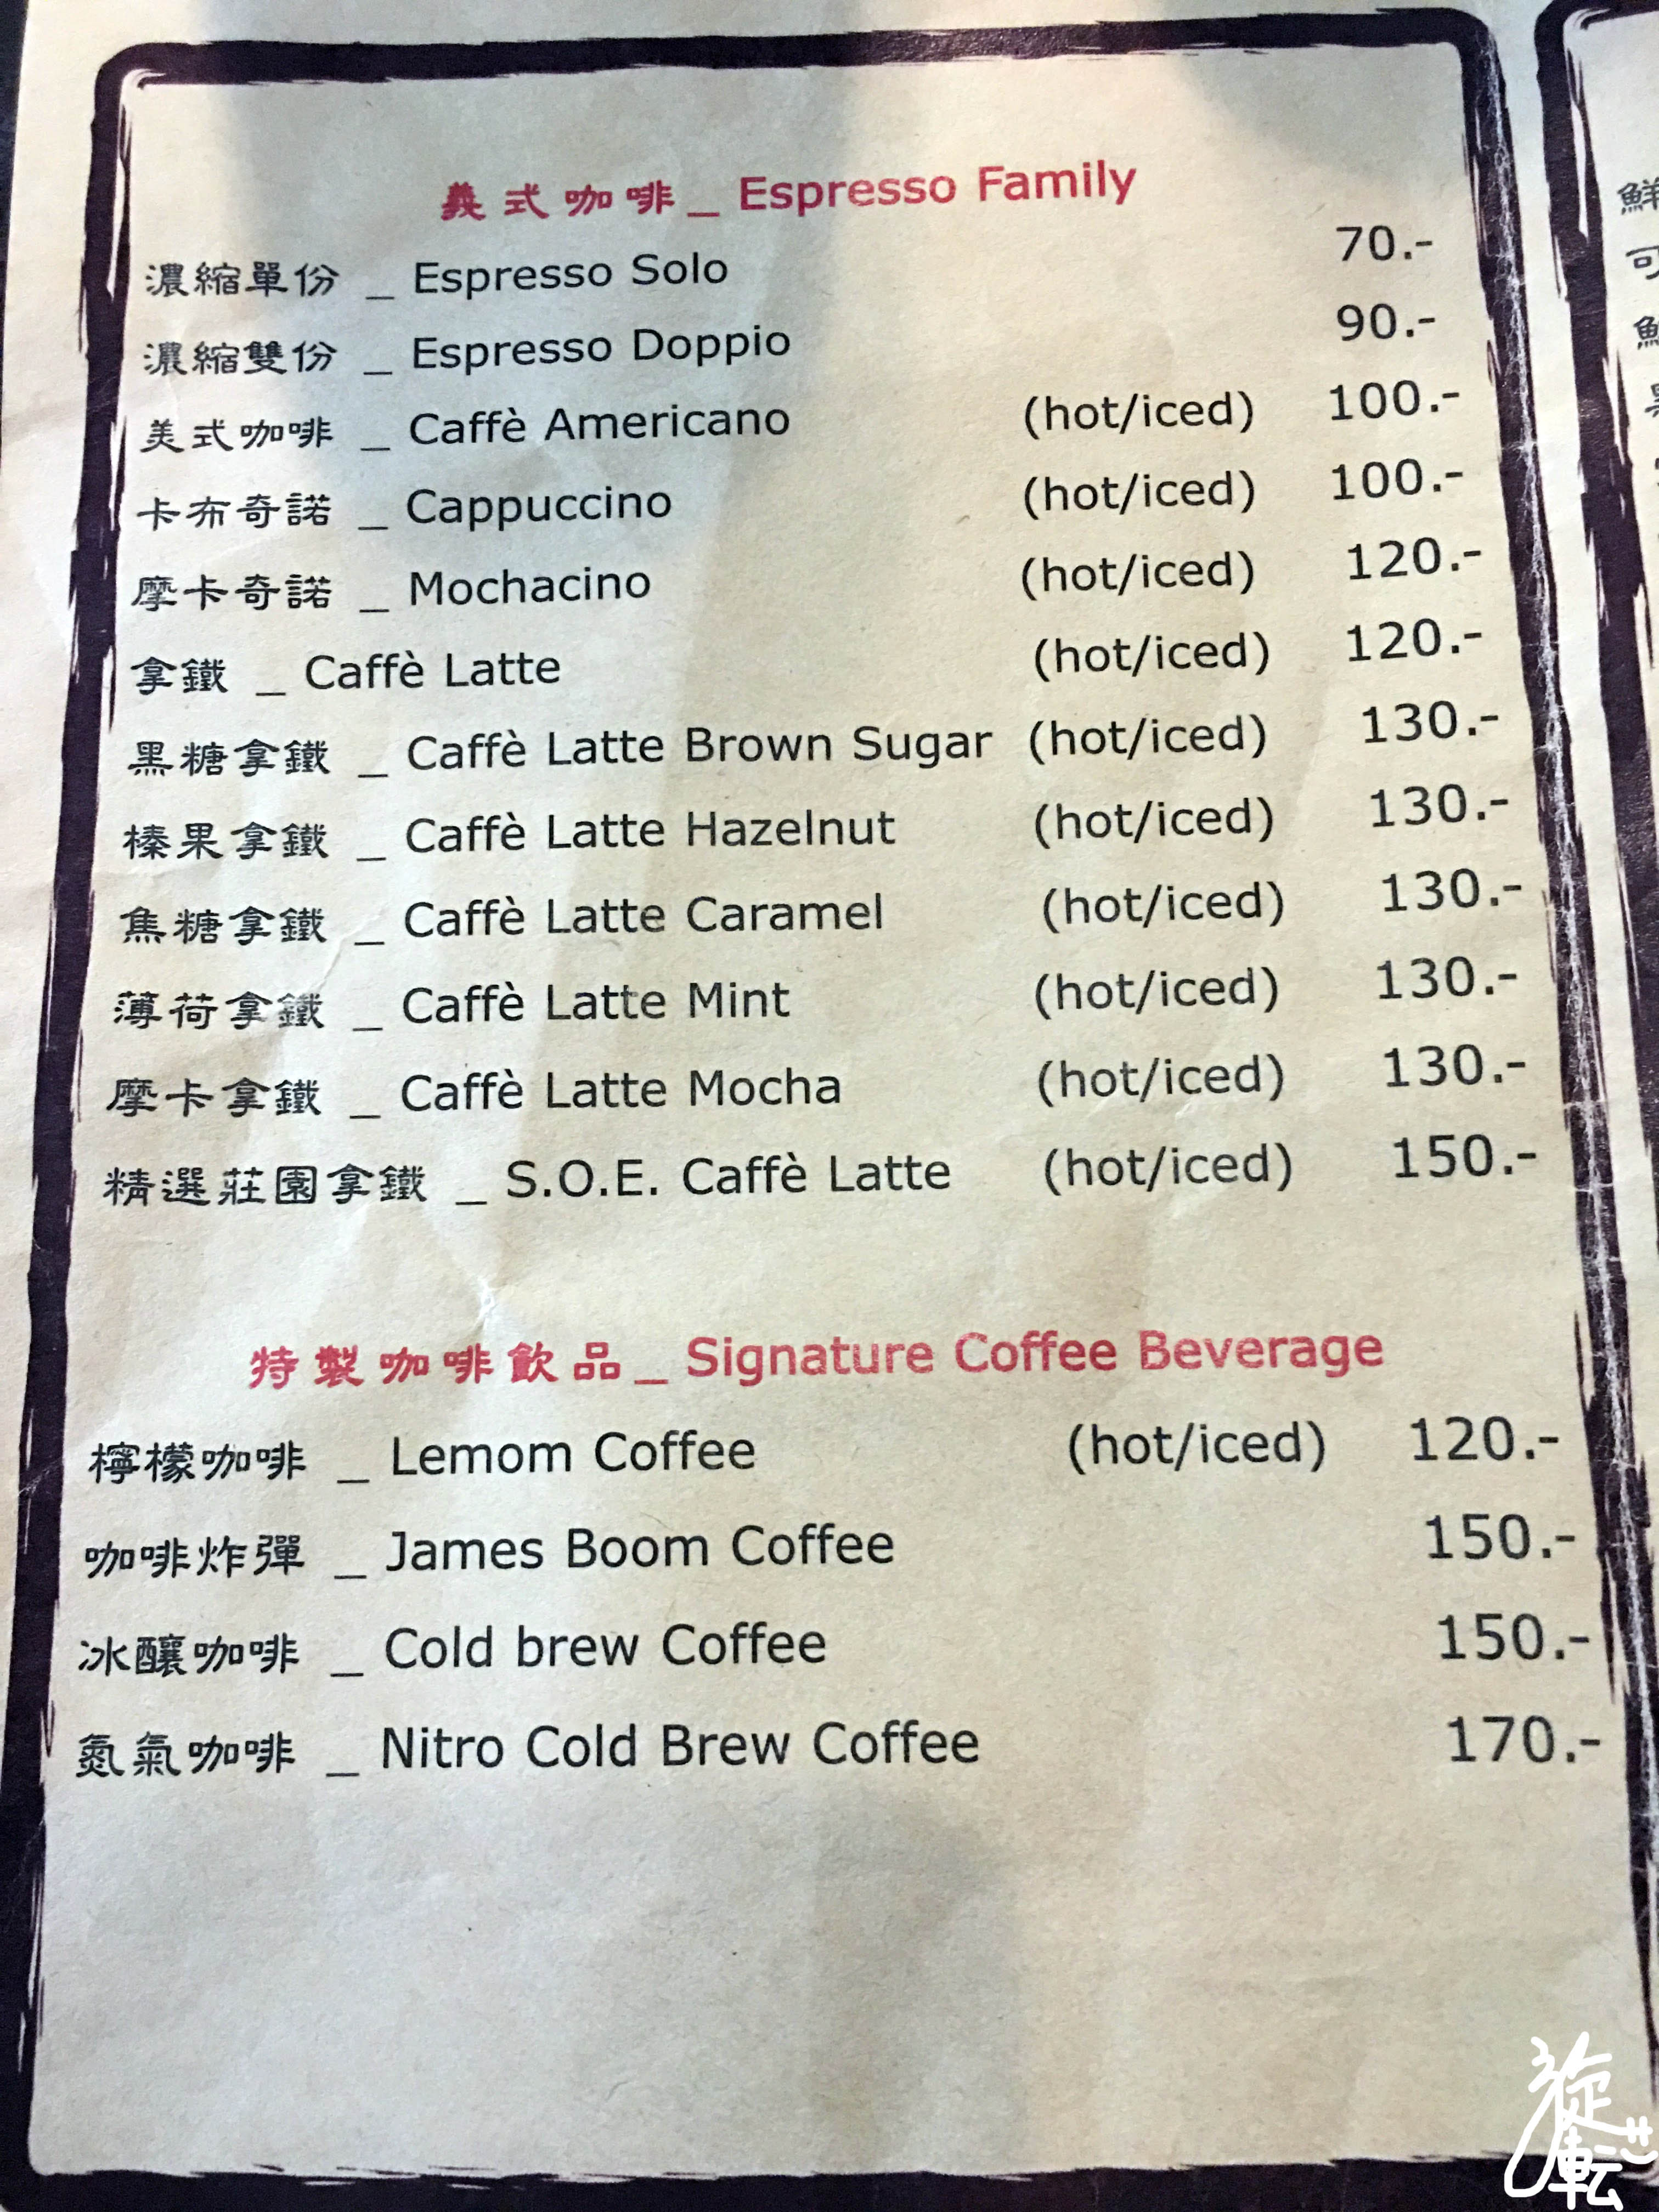 義式咖啡_ Espresso Family
濃縮單份 _ Espresso Solo 70.-
濃縮雙份 _ Espresso Doppio 90.-
美式咖啡 _ Caffè Americano (hot/iced) 100.-
卡布奇諾 _ Cappuccino (hot/iced) 100.-
摩卡奇諾 _ Mochacino (hot/iced) 120.-
拿鐵 _ Caffè Latte (hot/iced) 120.-
黑糖拿鐵 _ Caffè Latte Brown Sugar (hot/iced) 130.-
榛果拿鐵 _ Caffè Latte Hazelnut (hot/iced) 130.-
焦糖拿鐵 _ Caffè Latte Caramel (hot/iced) 130.-
薄荷拿鐵 _ Caffè Latte Mint (hot/iced) 130.-
摩卡拿鐵 _ Caffè Latte Mocha (hot/iced) 130.-
精選莊園拿鐵 _ S.O.E. Caffè Latte (hot/iced) 150.-
特製咖啡飲品_ Signature Coffee Beverage
檸檬咖啡 _ Lemom Coffee (hot/iced) 120.-
咖啡炸彈 _ James Boom Coffee 150.-
冰釀咖啡 _ Cold brew Coffee 150.-
氮氣咖啡 _ Nitro Cold Brew Coffee 170.-
旋転